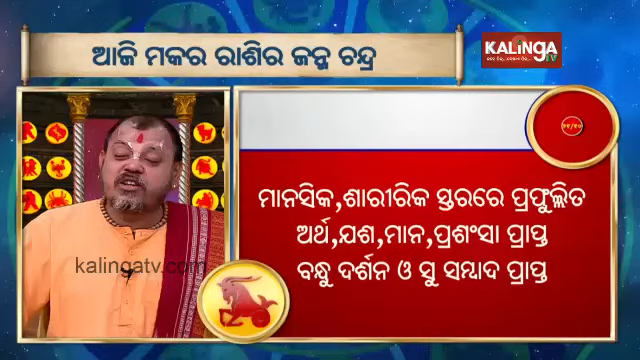 ଆଜି ମକର ରାଶିର ଜନ୍ମ ଚନ୍ଦ୍ର
KALINGA
TV
kalingatv.com
ମାନସିକ,ଶାରୀରିକ ସ୍ତରରେ ପ୍ରଫୁଲ୍ଲିତ
ଅର୍ଥ,ଯଶ,ମାନ,ପ୍ରଶଂସା ପ୍ରାପ୍ତ
ବନ୍ଧୁ ଦର୍ଶନ ଓ ସୁ ସମ୍ବାଦ ପ୍ରାପ୍ତ